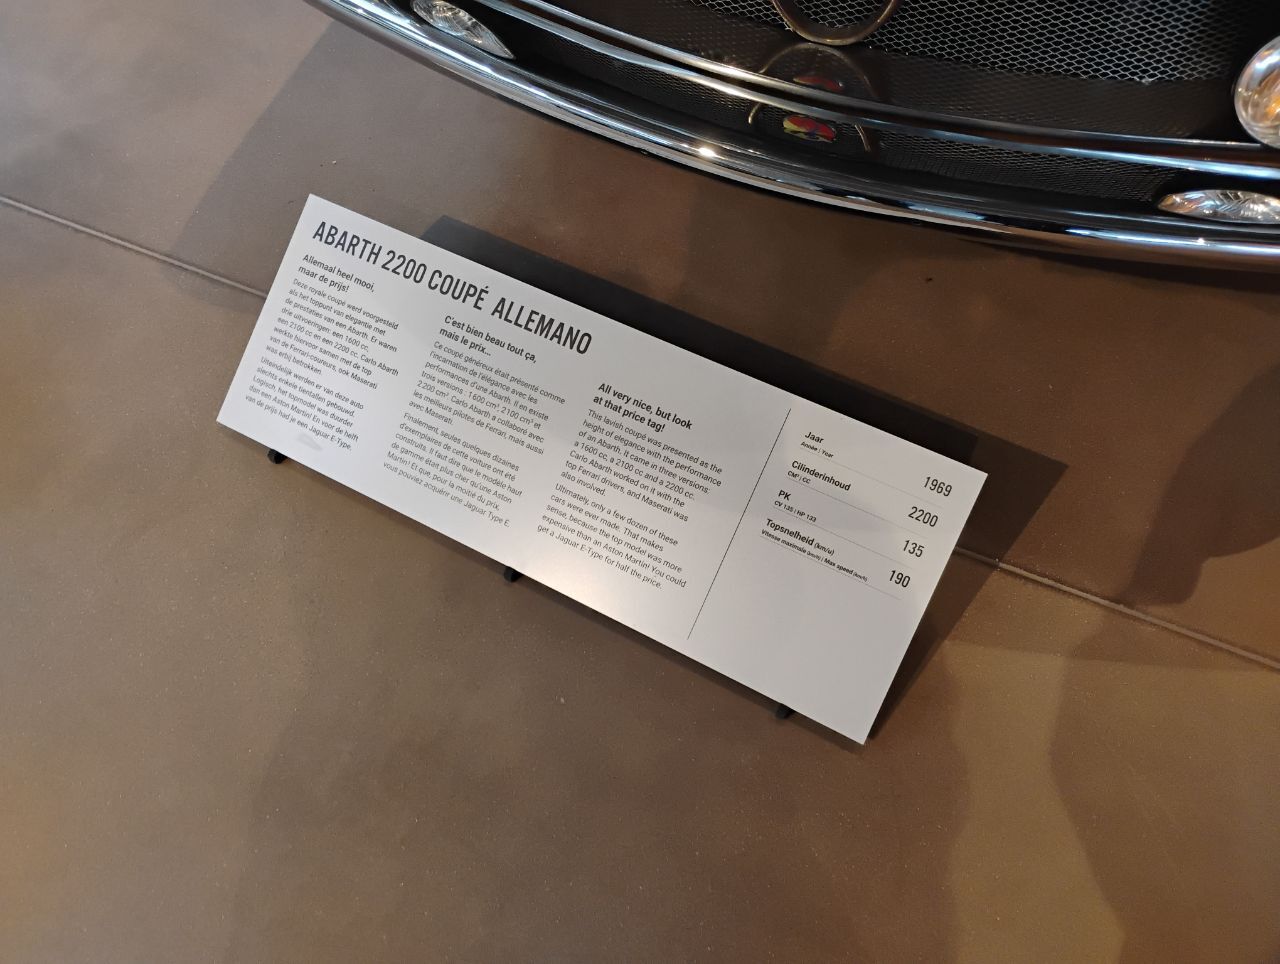 ABARTH 2200 COUPÉ ALLEMANO
Allemaal heel mooi,
maar de prijs!
Deze royale coupé werd voorgesteld
als het toppunt van elegantie met
de prestaties van een Abarth. Er waren
drie uitvoeringen: een 1600 cc,
een 2100 cc en een 2200 cc. Carlo Abarth
werkte hiervoor samen met de top
van de Ferrari-coureurs, ook Maserati
was erbij betrokken.
Uiteindelijk werden er van deze auto
slechts enkele tientallen gebouwd.
Logisch, het topmodel was duurder
dan een Aston Martin! En voor de helft
van de prijs had je een Jaguar E-Type.
C'est bien beau tout ça,
mais le prix...
Ce coupé généreux était présenté comme
l'incarnation de l'élégance avec les
performances d'une Abarth. Il en existe
trois versions : 1600 cm³, 2100 cm³ et
2 200 cm³. Carlo Abarth a collaboré avec
les meilleurs pilotes de Ferrari, mais aussi
avec Maserati.
Finalement, seules quelques dizaines
d'exemplaires de cette voiture ont été
construits. Il faut dire que le modèle haut
de gamme était plus cher qu'une Aston
Martin! Et que pour la moitié du prix,
vous pouviez acquérir une Jaguar Type E.
All very nice, but look
at that price tag!
This lavish coupé was presented as the
height of elegance with the performance
of an Abarth. It came in three versions:
a 1600 cc, a 2100 cc and a 2200 cc.
Carlo Abarth worked on it with the
top Ferrari drivers, and Maserati was
also involved.
Ultimately, only a few dozen of these
cars were ever made. That makes
sense, because the top model was more
expensive than an Aston Martin! You could
get a Jaguar E-Type for half the price.
Jaar 1969
Année | Year
Cilinderinhoud 2200
CM³ | CC
PK 135
CV 135 | HP 133
Topsnelheid (km/u) 190
Vitesse maximale (km/h) | Max speed (km/h)